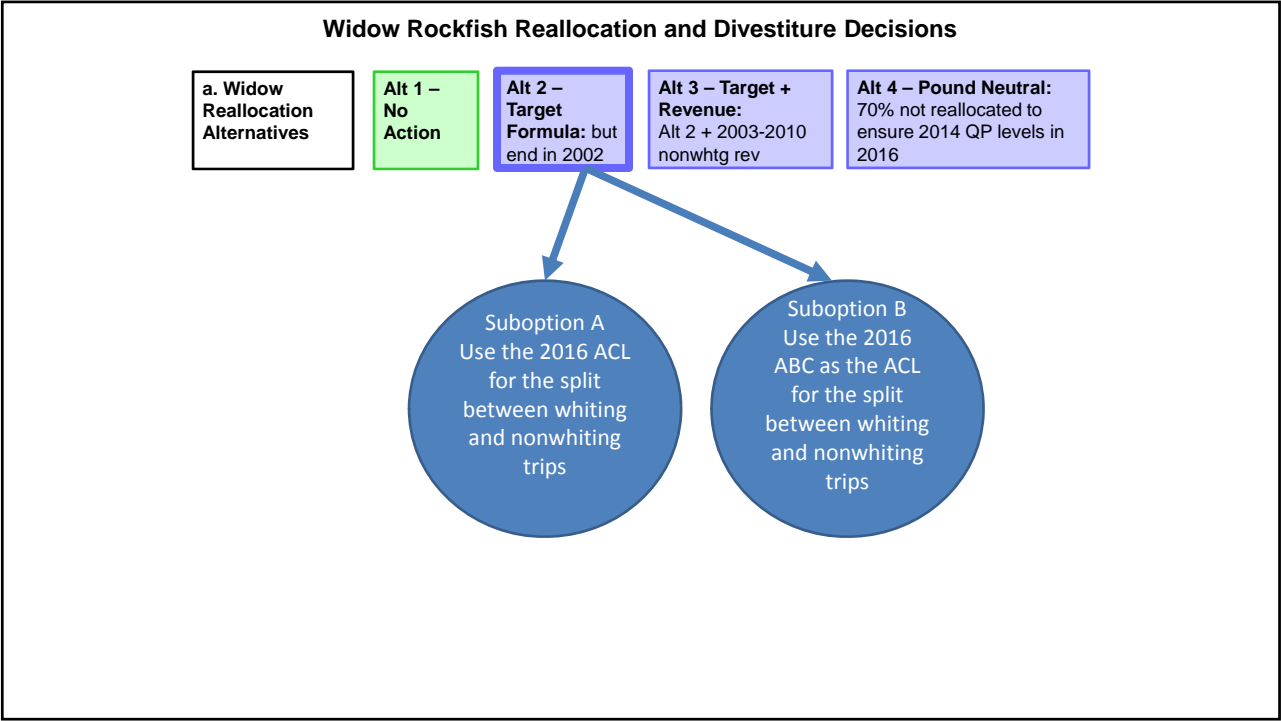 Widow Rockfish Reallocation and Divestiture Decisions
a. Widow
Reallocation
Alternatives
Alt 1 –
No
Action
Alt 2 –
Target
Formula: but
end in 2002
Alt 3 – Target +
Revenue:
Alt 2 + 2003-2010
nonwhtg rev
Alt 4 – Pound Neutral:
70% not reallocated to
ensure 2014 QP levels in
2016
Suboption A
Use the 2016 ACL
for the split
between whiting
and nonwhiting
trips
Suboption B
Use the 2016
ABC as the ACL
for the split
between whiting
and nonwhiting
trips